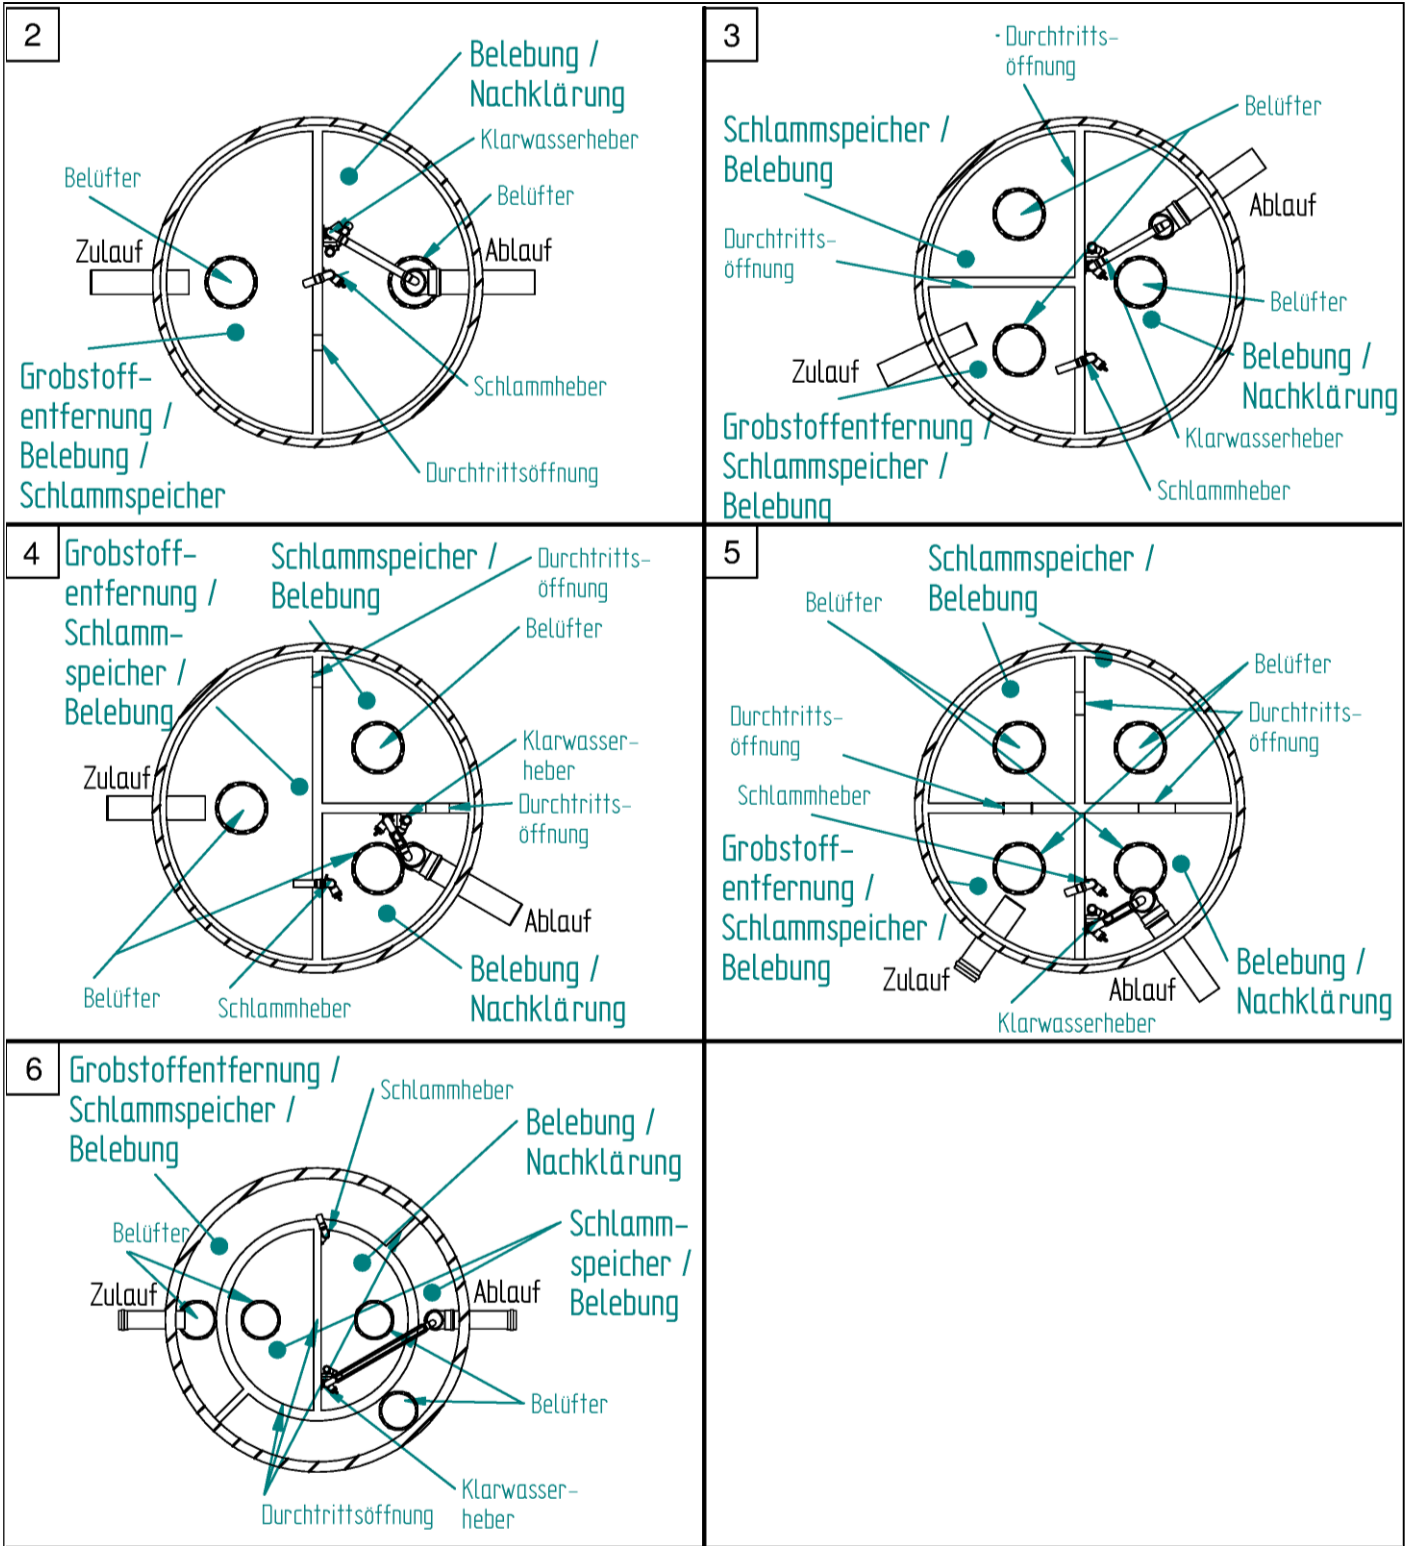 2
Belebung /
Nachklärung
Klarwasserheber
Belüfter
Belüfter
Zulauf
Ablauf
Grobstoff-
entfernung /
Belebung /
Schlammspeicher
Schlammheber
Durchtrittsöffnung
3
- Durchtritts-
öffnung
Belüfter
Schlammspeicher /
Belebung
Ablauf
Durchtritts-
öffnung
Belüfter
Zulauf
Belebung /
Nachklärung
Grobstoffentfernung /
Schlammspeicher /
Belebung
Klarwasserheber
Schlammheber
4
Grobstoff-
entfernung /
Schlamm-
speicher /
Belebung
Schlammspeicher /
Belebung
Durchtritts-
öffnung
Belüfter
Klarwasser-
heber
Zulauf
Durchtritts-
öffnung
Ablauf
Belebung /
Nachklärung
Belüfter
Schlammheber
5
Schlammspeicher /
Belebung
Belüfter
Belüfter
Durchtritts-
öffnung
Durchtritts-
öffnung
Schlammheber
Grobstoff-
entfernung /
Schlammspeicher /
Belebung
Zulauf
Ablauf
Belebung /
Nachklärung
Klarwasserheber
6
Grobstoffentfernung /
Schlammspeicher /
Belebung
Schlammheber
Belebung /
Nachklärung
Belüfter
Schlamm-
speicher /
Belebung
Zulauf
Ablauf
Belüfter
Klarwasser-
heber
Durchtrittsöffnung